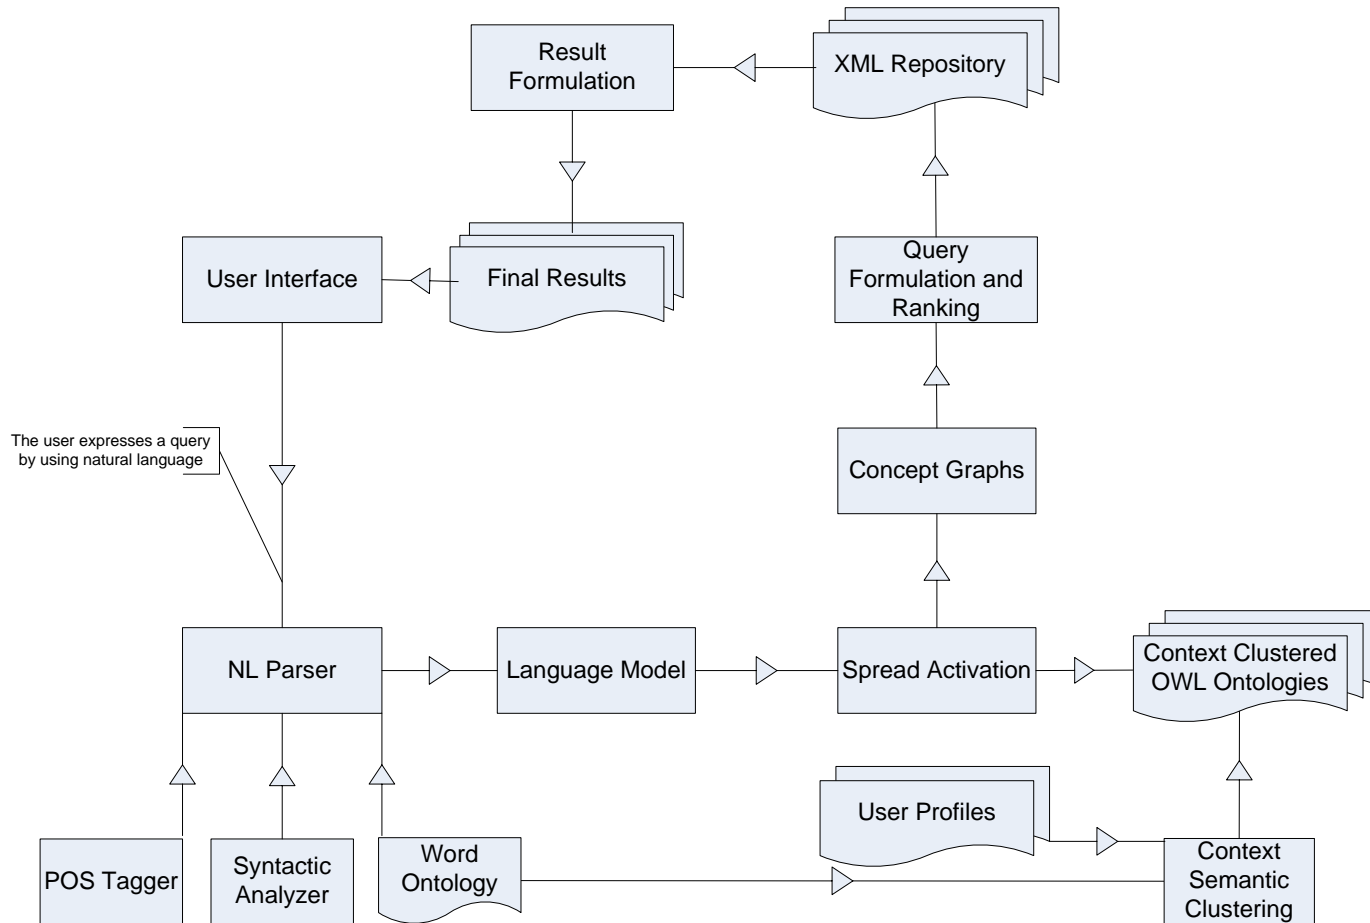 Result
Formulation
XML Repository
User Interface
Final Results
Query
Formulation and
Ranking
The user expresses a query
by using natural language
Concept Graphs
NL Parser
Language Model
Spread Activation
Context Clustered
OWL Ontologies
User Profiles
POS Tagger
Syntactic
Analyzer
Word
Ontology
Context
Semantic
Clustering